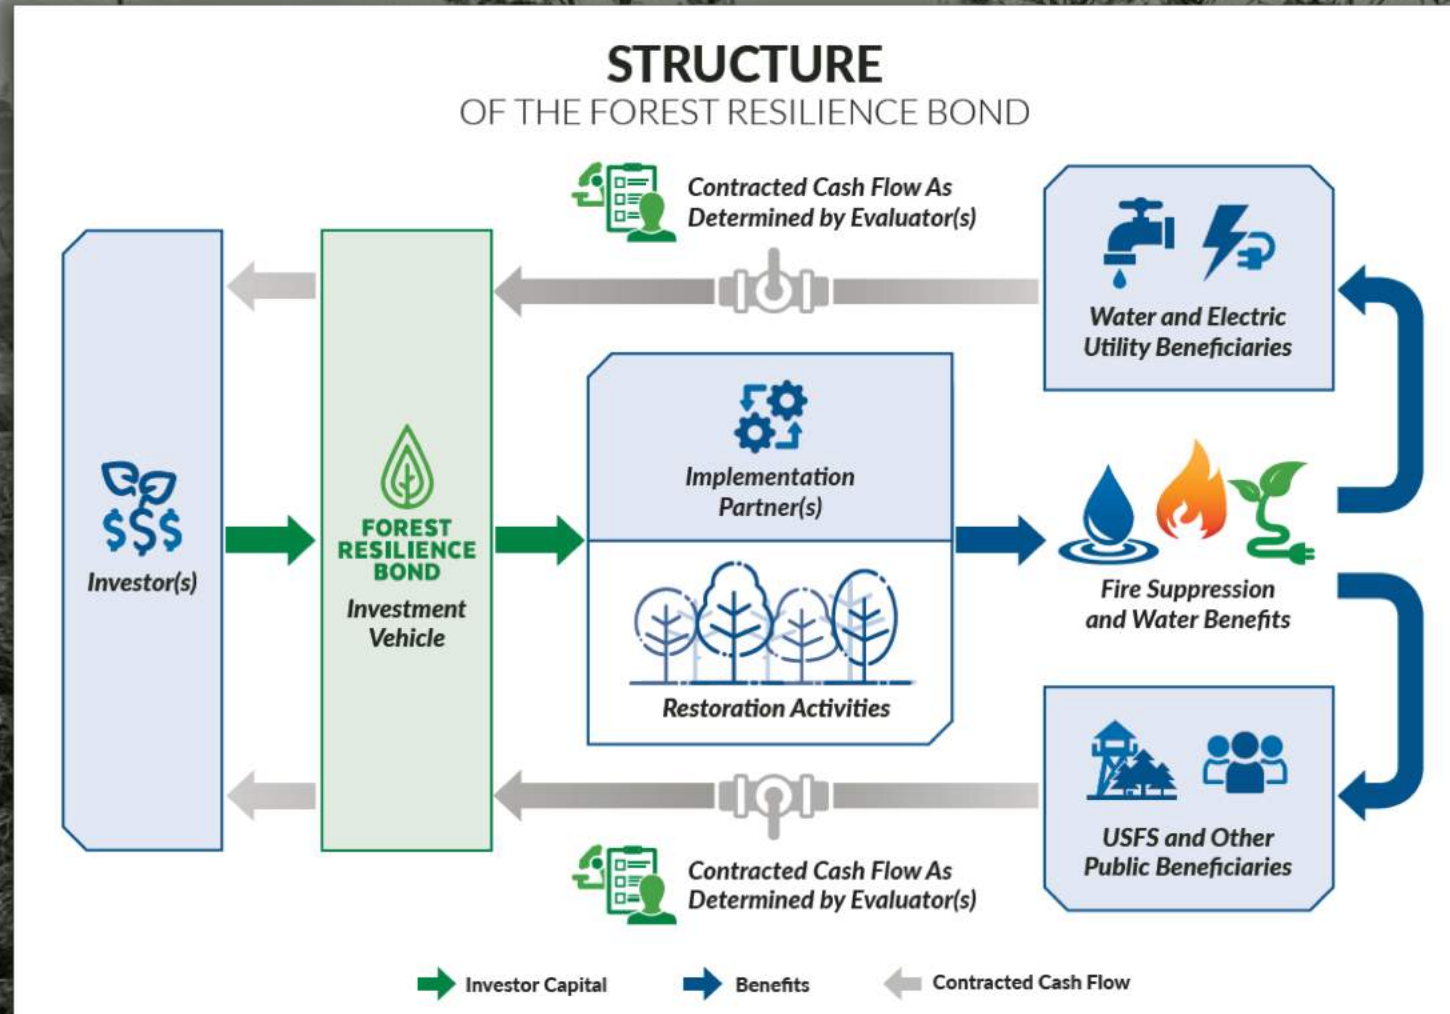 STRUCTURE
OF THE FOREST RESILIENCE BOND
Contracted Cash Flow As
Determined by Evaluator(s)
Water and Electric
Utility Beneficiaries
Implementation
Partner(s)
$$$
Investor(s)
FOREST
RESILIENCE
BOND
Investment
Vehicle
Fire Suppression
and Water Benefits
Restoration Activities
USFS and Other
Public Beneficiaries
Contracted Cash Flow As
Determined by Evaluator(s)
Investor Capital
Benefits
Contracted Cash Flow